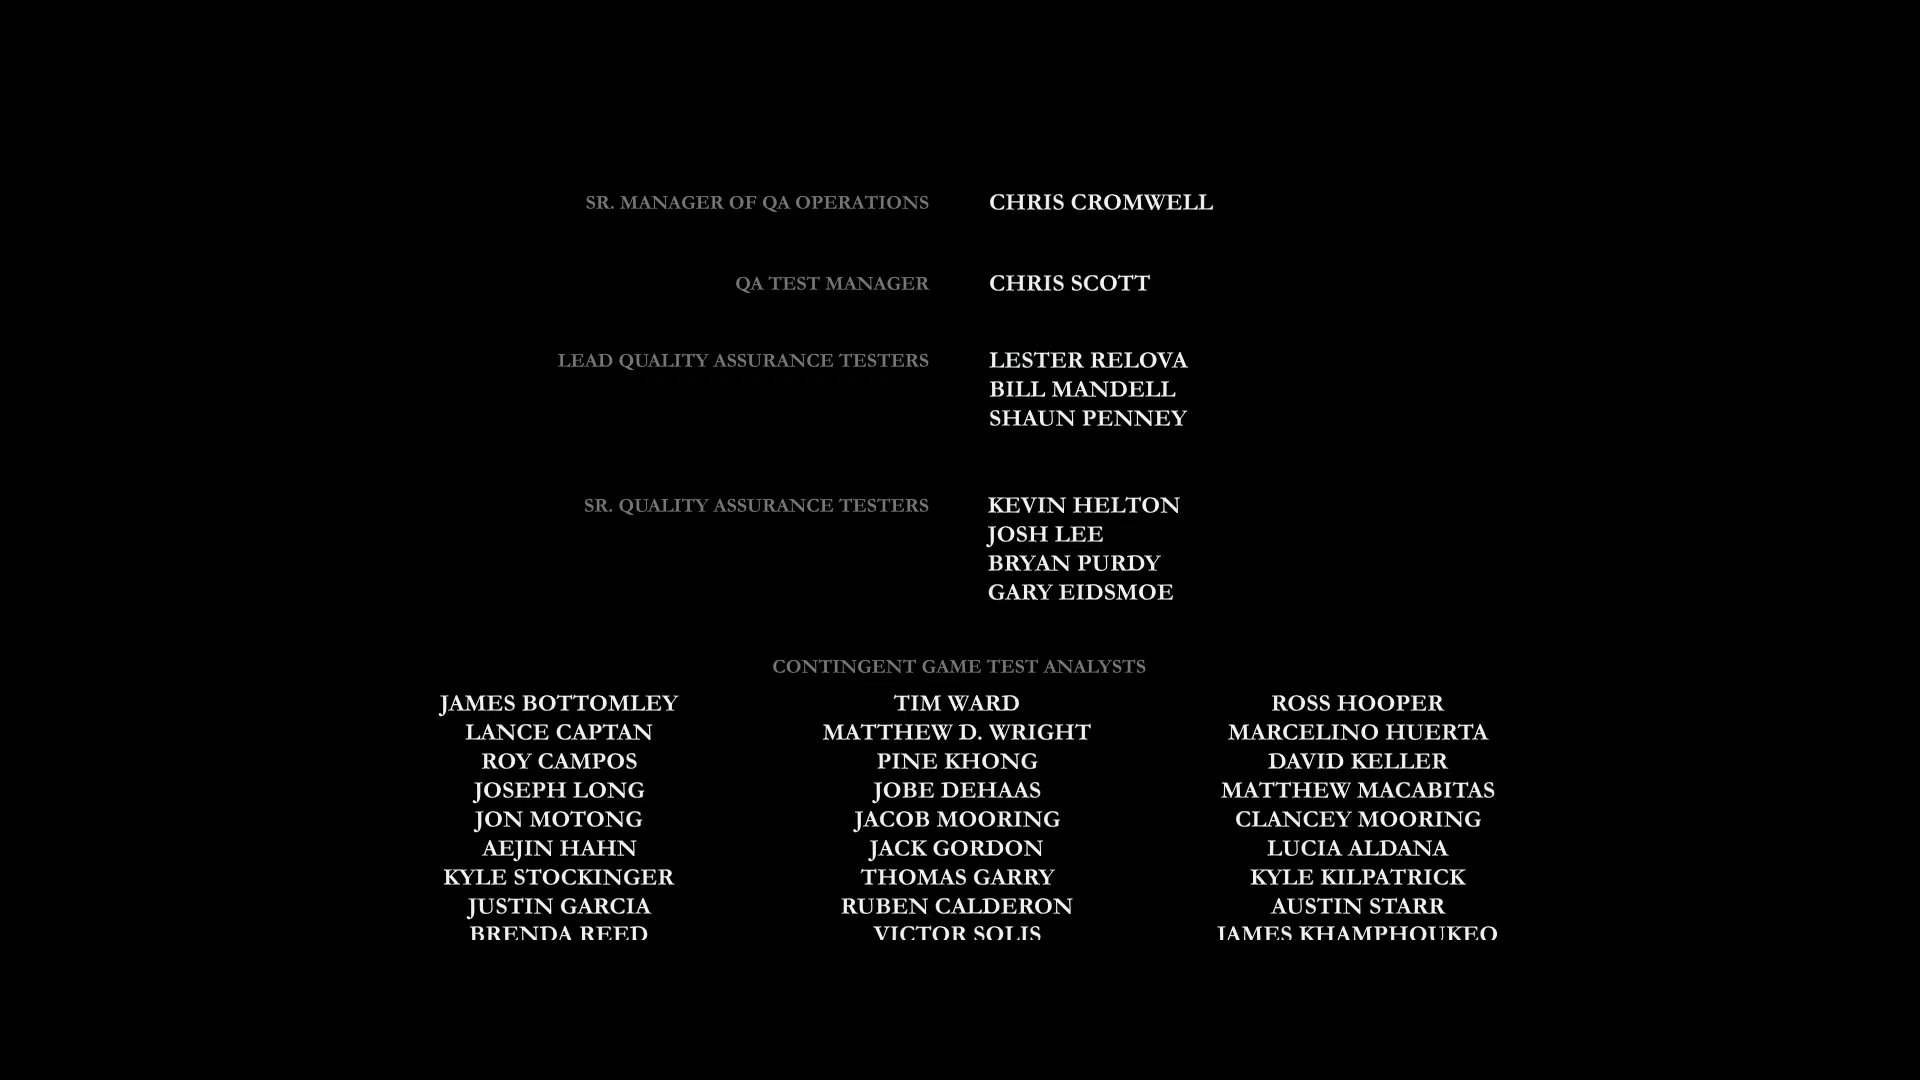 SR. MANAGER OF QA OPERATIONS CHRIS CROMWELL
QA TEST MANAGER CHRIS SCOTT
LEAD QUALITY ASSURANCE TESTERS LESTER RELOVA
BILL MANDELL
SHAUN PENNEY
SR. QUALITY ASSURANCE TESTERS KEVIN HELTON
JOSH LEE
BRYAN PURDY
GARY EIDSMOE
CONTINGENT GAME TEST ANALYSTS
JAMES BOTTOMLEY TIM WARD ROSS HOOPER
LANCE CAPTAN MATTHEW D. WRIGHT MARCELINO HUERTA
ROY CAMPOS PINE KHONG DAVID KELLER
JOSEPH LONG JOBE DEHAAS MATTHEW MACABITAS
JON MOTONG JACOB MOORING CLANCEY MOORING
AEJIN HAHN JACK GORDON LUCIA ALDANA
KYLE STOCKINGER THOMAS GARRY KYLE KILPATRICK
JUSTIN GARCIA RUBEN CALDERON AUSTIN STARR
BRENDA REED VICTOR SOLIS JAMES KHAMPHOUKEO